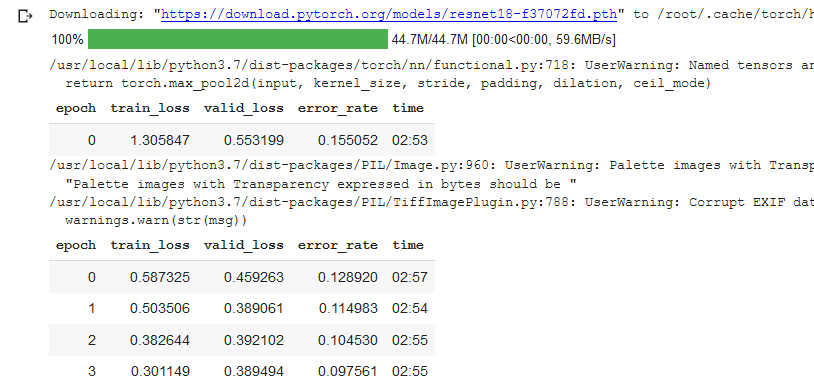 Downloading: "https://download.pytorch.org/models/resnet18-f37072fd.pth" to /root/.cache/torch/h
100% 44.7M/44.7M [00:00<00:00, 59.6MB/s]
/usr/local/lib/python3.7/dist-packages/torch/nn/functional.py:718: UserWarning: Named tensors an
return torch.max_pool2d(input, kernel_size, stride, padding, dilation, ceil_mode)
epoch train_loss valid_loss error_rate time
0 1.305847 0.553199 0.155052 02:53
/usr/local/lib/python3.7/dist-packages/PIL/Image.py:960: UserWarning: Palette images with Transp
"Palette images with Transparency expressed in bytes should be "
/usr/local/lib/python3.7/dist-packages/PIL/TiffImagePlugin.py:788: UserWarning: Corrupt EXIF dat
warnings.warn(str(msg))
epoch train_loss valid_loss error_rate time
0 0.587325 0.459263 0.128920 02:57
1 0.503506 0.389061 0.114983 02:54
2 0.382644 0.392102 0.104530 02:55
3 0.301149 0.389494 0.097561 02:55